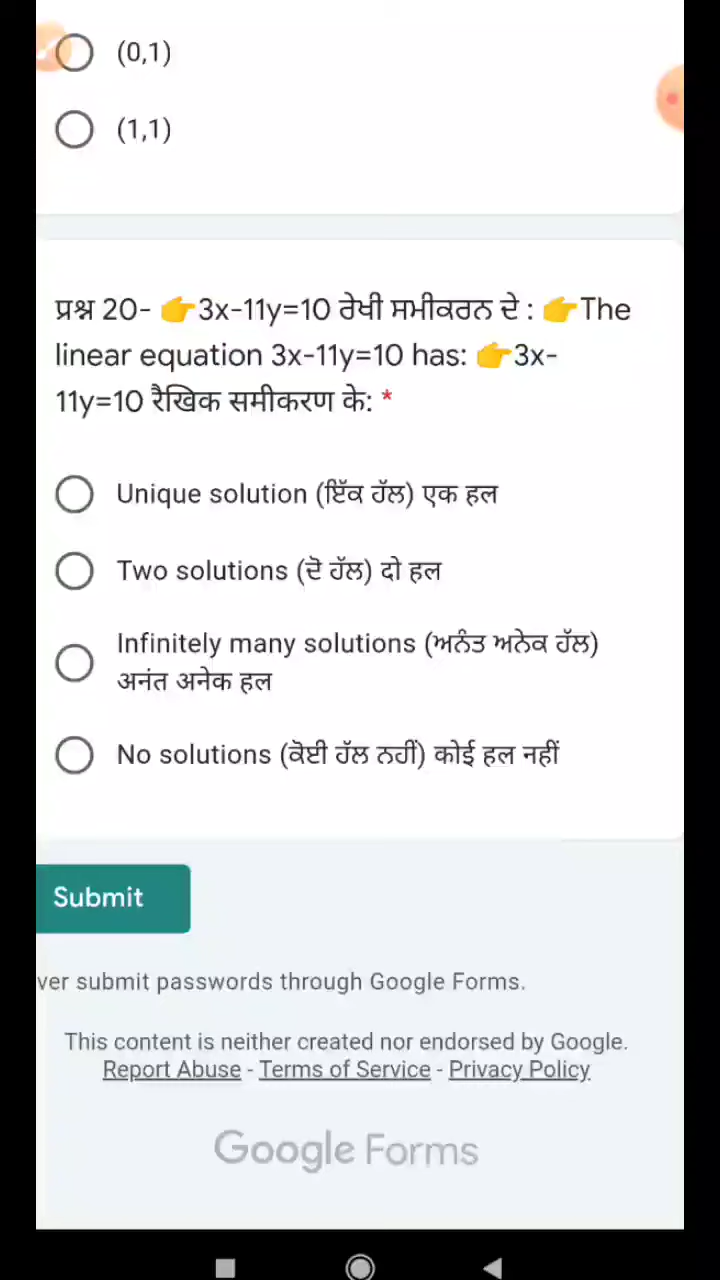 (0,1)
(1,1)
प्रश्न 20- 👉3x-11y=10 ਰੇਖੀ ਸਮੀਕਰਨ ਦੇ : 👉The
linear equation 3x-11y=10 has: 👉3x-
11y=10 रैखिक समीकरण के: *
Unique solution (ਇੱਕ ਹੱਲ) एक हल
Two solutions (ਦੋ ਹੱਲ) दो हल
Infinitely many solutions (ਅਨੰਤ ਅਨੇਕ ਹੱਲ)
अनंत अनेक हल
No solutions (ਕੋਈ ਹੱਲ ਨਹੀਂ) कोई हल नहीं
Submit
ver submit passwords through Google Forms.
This content is neither created nor endorsed by Google.
Report Abuse - Terms of Service - Privacy Policy
Google Forms